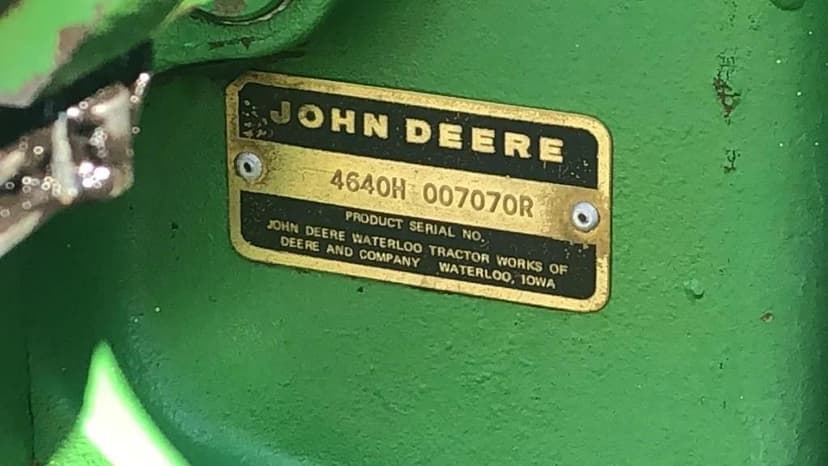 JOHN DEERE
4640H 007070R
PRODUCT SERIAL NO.
JOHN DEERE WATERLOO TRACTOR WORKS OF
DEERE AND COMPANY WATERLOO, IOWA